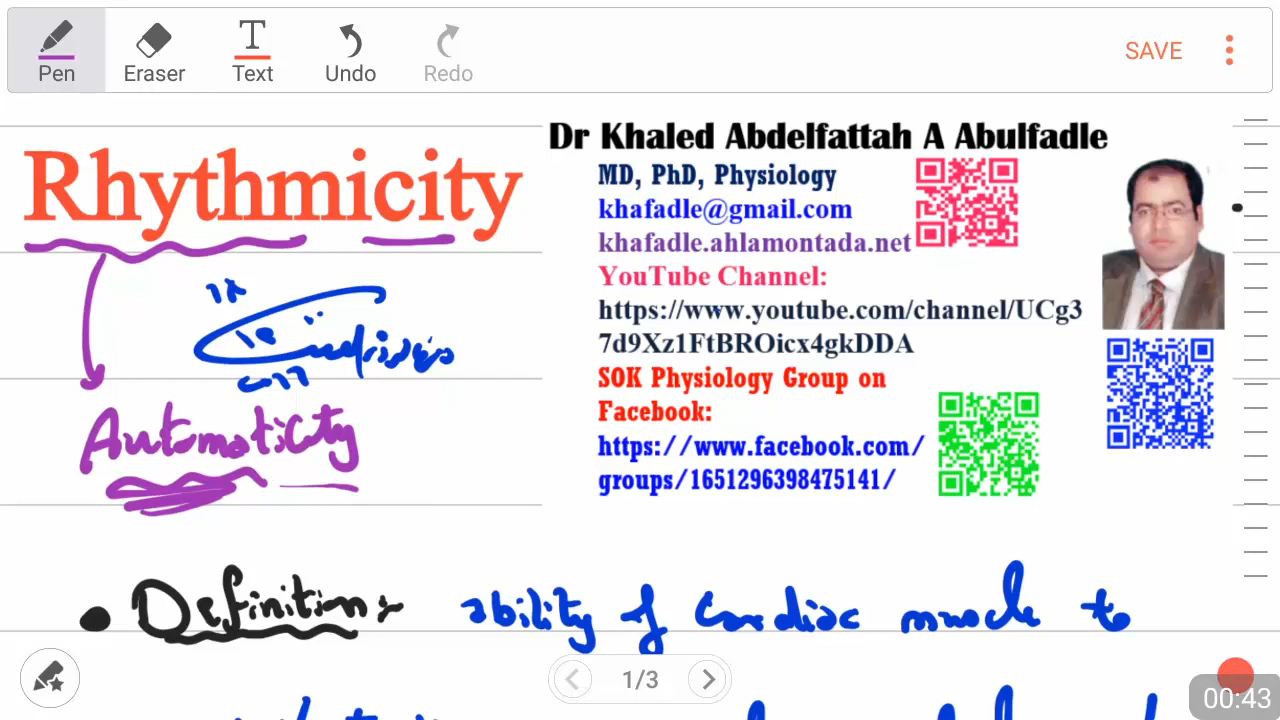 Pen
Eraser
Text
Undo
Redo
SAVE
Rhythmicity
Dr Khaled Abdelfattah A Abulfadle
MD, PhD, Physiology
khafadle@gmail.com
khafadle.ahlamontada.net
YouTube Channel:
https://www.youtube.com/channel/UCg3
7d9Xz1FtBROicx4gkDDA
SOK Physiology Group on
Facebook:
https://www.facebook.com/
groups/1651296398475141/
Automaticity
Definition: ability of cardiac muscle to
1/3
00:43